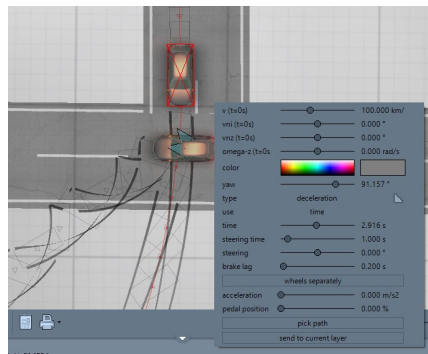 v (t=0s) 100.000 km/
vni (t=0s) 0.000 °
vnz (t=0s) 0.000 °
omega-z (t=0s 0.000 rad/s
color
yaw 91.157 °
type deceleration
use time
time 2.916 s
steering time 1.000 s
steering 0.000 °
brake lag 0.200 s
wheels separately
acceleration 0.000 m/s2
pedal position 0.000 %
pick path
send to current layer